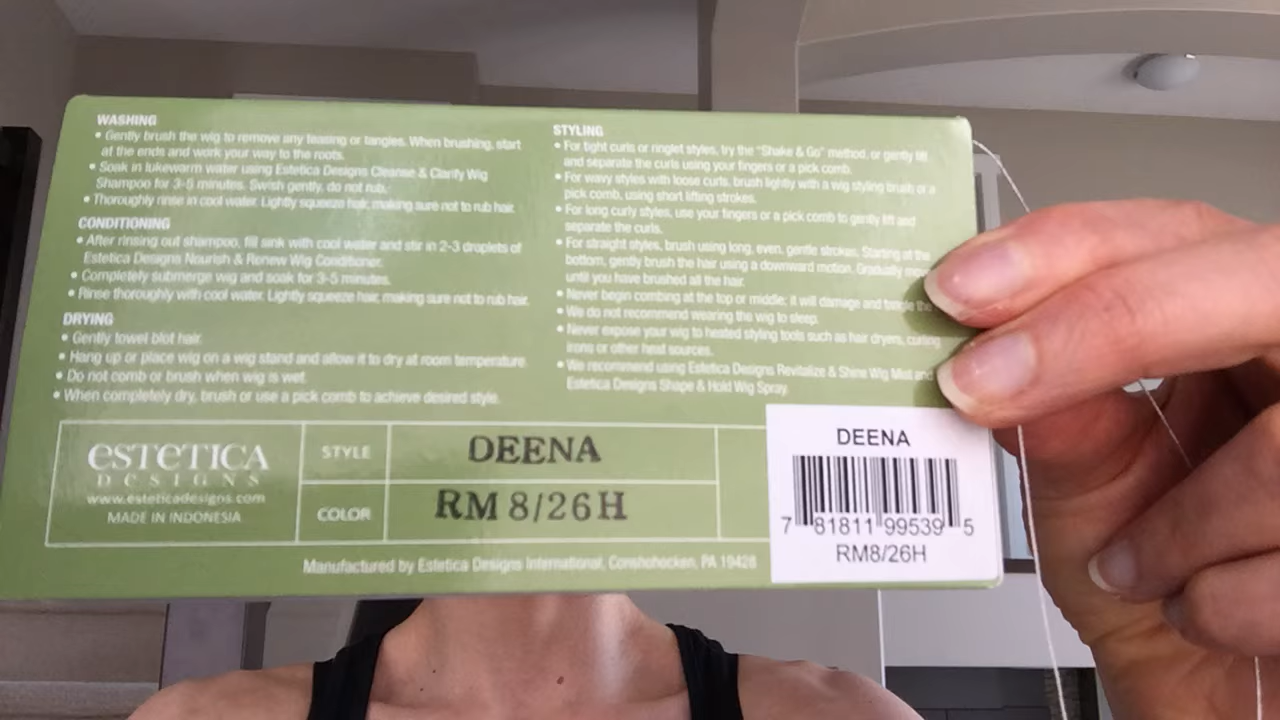 WASHING
• Gently brush the wig to remove any teasing or tangles. When brushing, start
at the ends and work your way to the roots.
• Soak in lukewarm water using Estetica Designs Cleanse & Clarify Wig
Shampoo for 3-5 minutes. Swish gently, do not rub.
• Thoroughly rinse in cool water. Lightly squeeze hair, making sure not to rub hair.
CONDITIONING
• After rinsing out shampoo, fill sink with cool water and stir in 2-3 droplets of
Estetica Designs Nourish & Renew Wig Conditioner.
• Completely submerge wig and soak for 3-5 minutes.
• Rinse thoroughly with cool water. Lightly squeeze hair, making sure not to rub hair.
DRYING
• Gently towel blot hair.
• Hang up or place wig on a wig stand and allow it to dry at room temperature.
• Do not comb or brush when wig is wet.
• When completely dry, brush or use a pick comb to achieve desired style.
STYLING
• For tight curls or ringlet styles, try the "Shake & Go" method, or gently lift
and separate the curls using your fingers or a pick comb.
• For wavy styles with loose curls, brush lightly with a wig styling brush or a
pick comb, using short lifting strokes.
• For long curly styles, use your fingers or a pick comb to gently lift and
separate the curls.
• For straight styles, brush using long, even, gentle strokes. Starting at the
bottom, gently brush the hair using a downward motion. Gradually
until you have brushed all the hair.
• Never begin combing at the top or middle; it will damage and tangle the
• We do not recommend wearing the wig to sleep.
• Never expose your wig to heated styling tools such as hair dryers, curling
irons or other heat sources.
• We recommend using Estetica Designs Revitalize & Shine Wig Mist and
Estetica Designs Shape & Hold Wig Spray.
esteticA
DESIGNS
www.esteticadesigns.com
MADE IN INDONESIA
STYLE
DEENA
COLOR
RM 8/26H
Manufactured by Estetica Designs International, Conshohocken, PA 19428
DEENA
7 81811 99539 5
RM8/26H